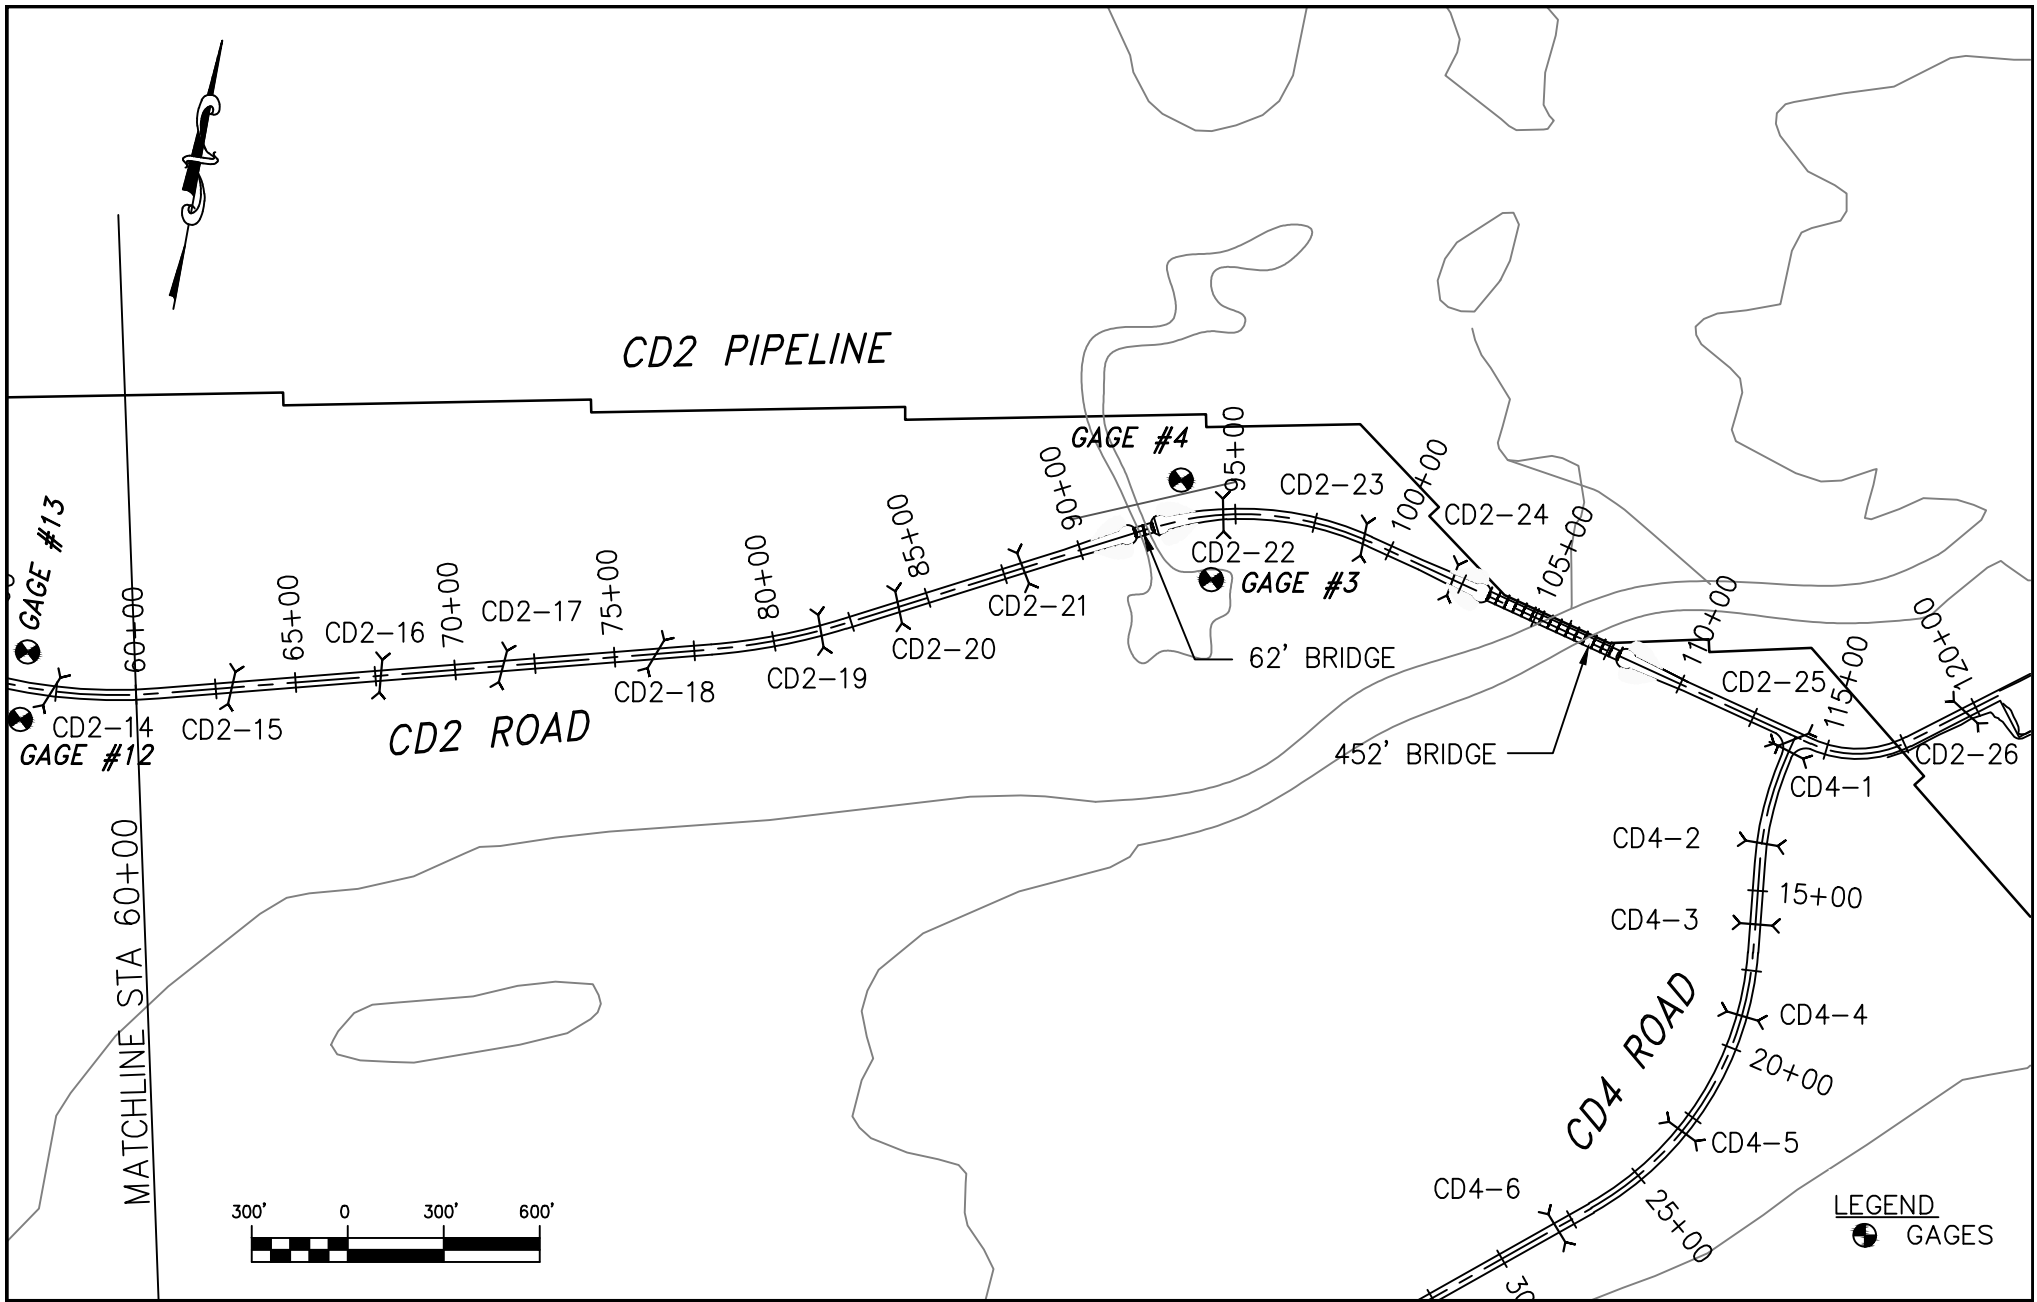 CD2 PIPELINE
GAGE #4
95+00
90+00
CD2-23
100+00
CD2-24
105+00
GAGE #13
85+00
80+00
75+00
70+00
65+00
60+00
CD2-22
GAGE #3
110+00
120+00
CD2-21
CD2-17
CD2-16
CD2-20
62' BRIDGE
115+00
CD2-19
CD2-18
CD2-25
CD2-14
CD2-15
CD2 ROAD
GAGE #12
452' BRIDGE
CD2-26
CD4-1
CD4-2
15+00
CD4-3
MATCHLINE STA 60+00
CD4 ROAD
CD4-4
20+00
CD4-5
CD4-6
25+00
30
300' 0 300' 600'
LEGEND
GAGES